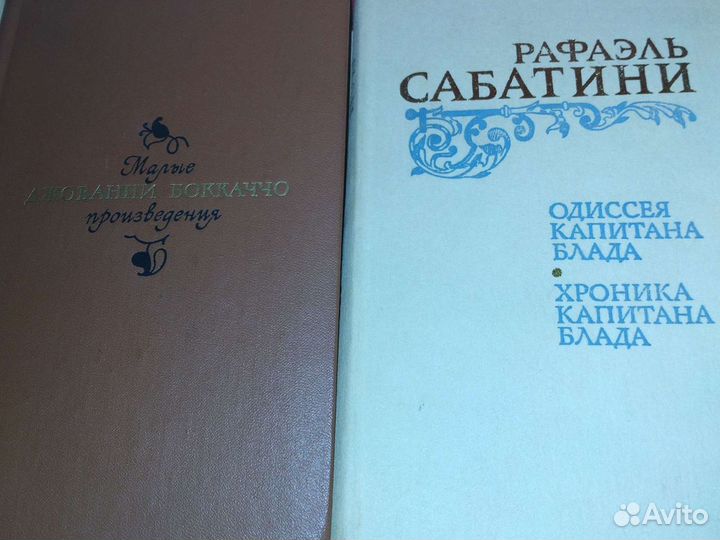 Малые
ДЖОВАННИ БОККАЧЧО
произведения
РАФАЭЛЬ
САБАТИНИ
ОДИССЕЯ
КАПИТАНА
БЛАДА
ХРОНИКА
КАПИТАНА
БЛАДА
Avito